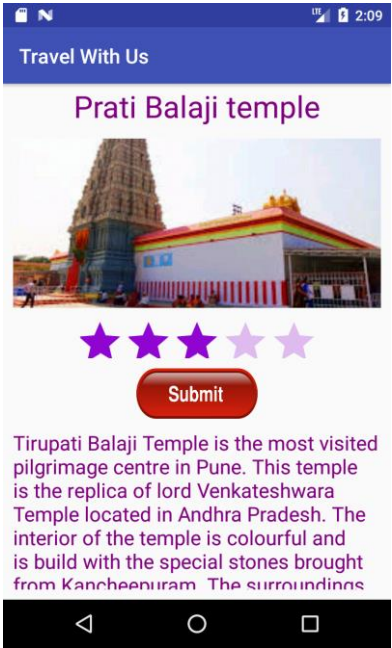 LTE 2:09
Travel With Us
Prati Balaji temple
Submit
Tirupati Balaji Temple is the most visited
pilgrimage centre in Pune. This temple
is the replica of lord Venkateshwara
Temple located in Andhra Pradesh. The
interior of the temple is colourful and
is build with the special stones brought
from Kancheepuram. The surroundings